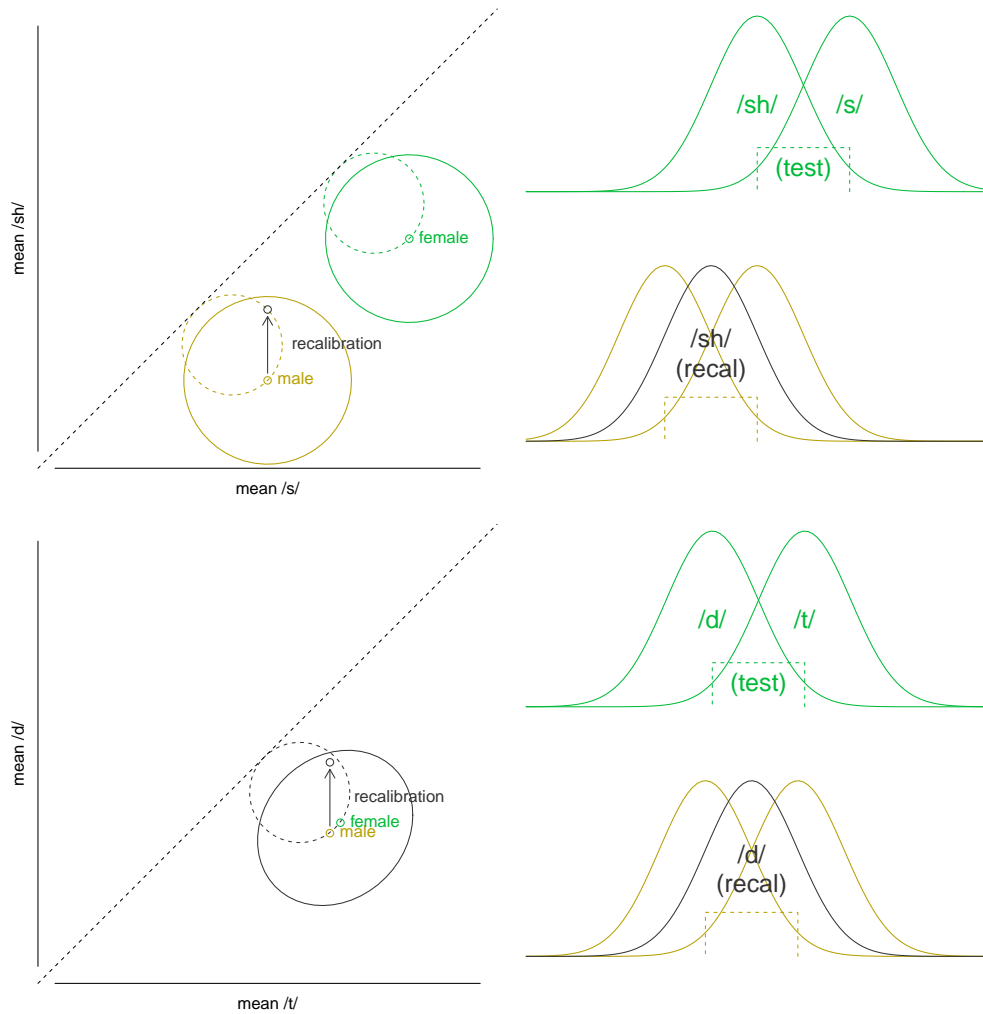 mean /sh/
female
recalibration
male
mean /s/
/sh/
/s/
(test)
/sh/
(recal)
mean /d/
recalibration
female
male
mean /t/
/d/
/t/
(test)
/d/
(recal)